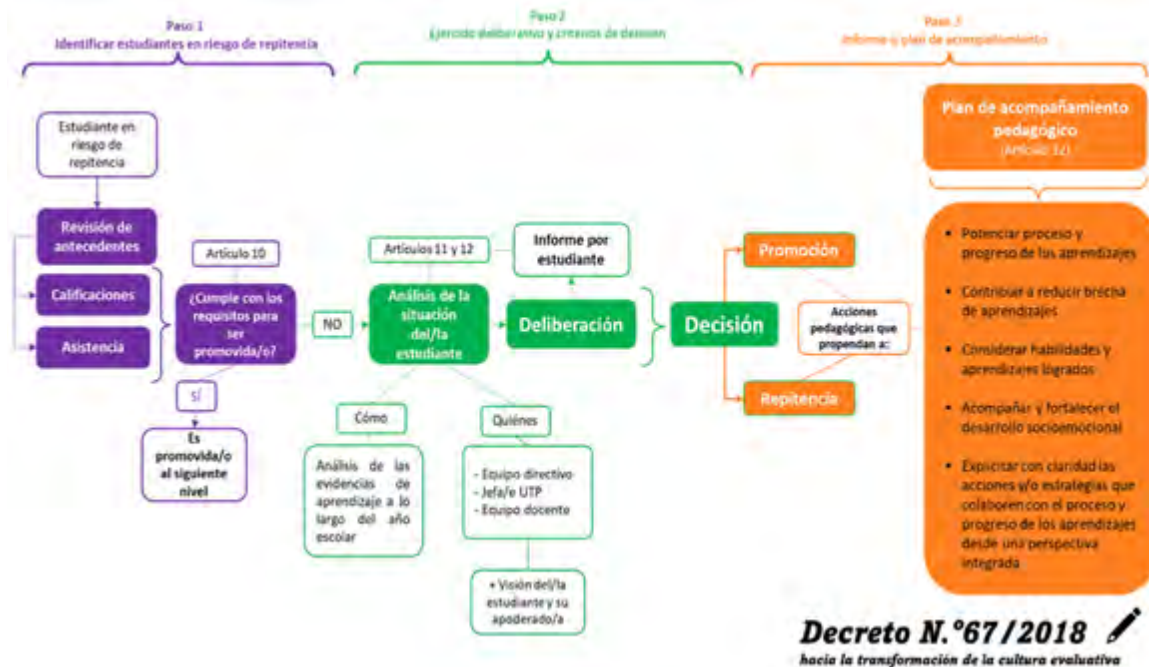 Paso 1
Identificar estudiantes en riesgo de repitencia
Paso 2
Ejercicio deliberativo y criterios de decisión
Paso 3
Informe y plan de acompañamiento
Estudiante en
riesgo de
repitencia
Revisión de
antecedentes
Calificaciones
Asistencia
Artículo 10
¿Cumple con los
requisitos para
ser
promovida/o?
SÍ
Es
promovida/o
al siguiente
nivel
NO
Artículos 11 y 12
Análisis de la
situación
del/la
estudiante
Informe por
estudiante
Deliberación
Cómo
Análisis de las
evidencias de
aprendizaje a lo
largo del año
escolar
Quiénes
- Equipo directivo
- Jefa/e UTP
- Equipo docente
+ Visión del/la
estudiante y su
apoderado/a
Decisión
Promoción
Repitencia
Acciones
pedagógicas que
propendan a:
Plan de acompañamiento
pedagógico
(Artículo 12)
• Potenciar proceso y
progreso de los aprendizajes
• Contribuir a reducir brecha
de aprendizajes
• Considerar habilidades y
aprendizajes logrados
• Acompañar y fortalecer el
desarrollo socioemocional
• Explicitar con claridad las
acciones y/o estrategias que
colaboren con el proceso y
progreso de los aprendizajes
desde una perspectiva
integrada
Decreto N.°67/2018
hacia la transformación de la cultura evaluativa